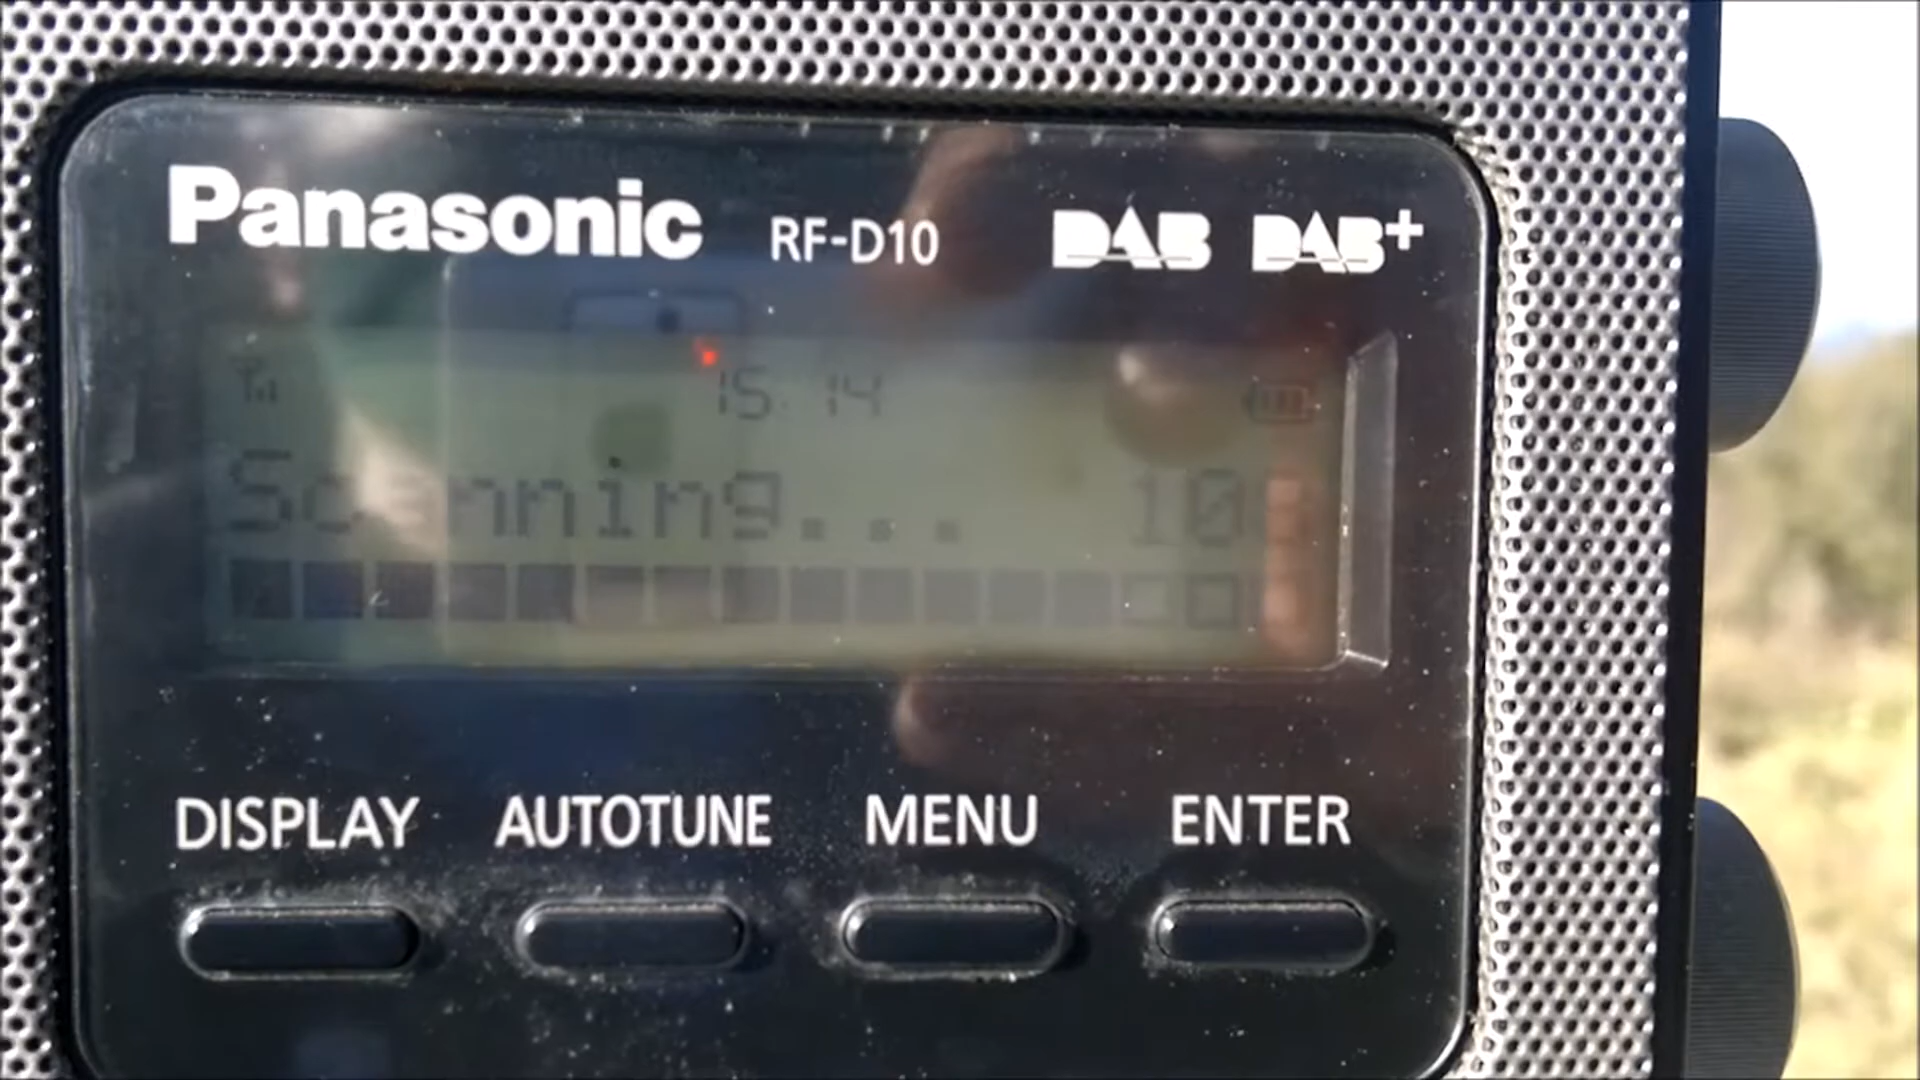 Panasonic RF-D10 DAB DAB+
15:14
Scanning... 10
DISPLAY AUTOTUNE MENU ENTER